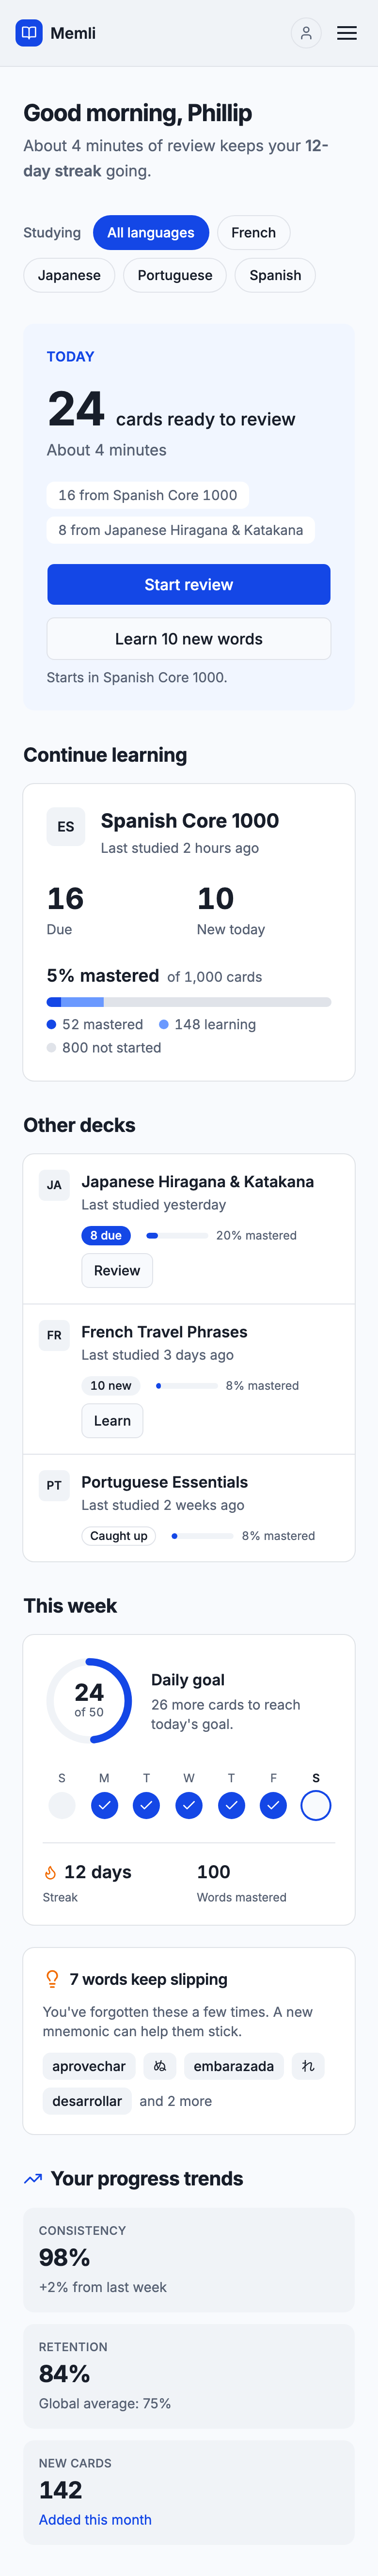 Memli
Good morning, Phillip
About 4 minutes of review keeps your 12-
day streak going.
Studying All languages French
Japanese Portuguese Spanish
TODAY
24 cards ready to review
About 4 minutes
16 from Spanish Core 1000
8 from Japanese Hiragana & Katakana
Start review
Learn 10 new words
Starts in Spanish Core 1000.
Continue learning
ES
Spanish Core 1000
Last studied 2 hours ago
16 10
Due New today
5% mastered of 1,000 cards
52 mastered 148 learning
800 not started
Other decks
JA
Japanese Hiragana & Katakana
Last studied yesterday
8 due 20% mastered
Review
FR
French Travel Phrases
Last studied 3 days ago
10 new 8% mastered
Learn
PT
Portuguese Essentials
Last studied 2 weeks ago
Caught up 8% mastered
This week
24
of 50
Daily goal
26 more cards to reach
today's goal.
S M T W T F S
12 days 100
Streak Words mastered
7 words keep slipping
You've forgotten these a few times. A new
mnemonic can help them stick.
aprovechar ぬ embarazada れ
desarrollar and 2 more
Your progress trends
CONSISTENCY
98%
+2% from last week
RETENTION
84%
Global average: 75%
NEW CARDS
142
Added this month